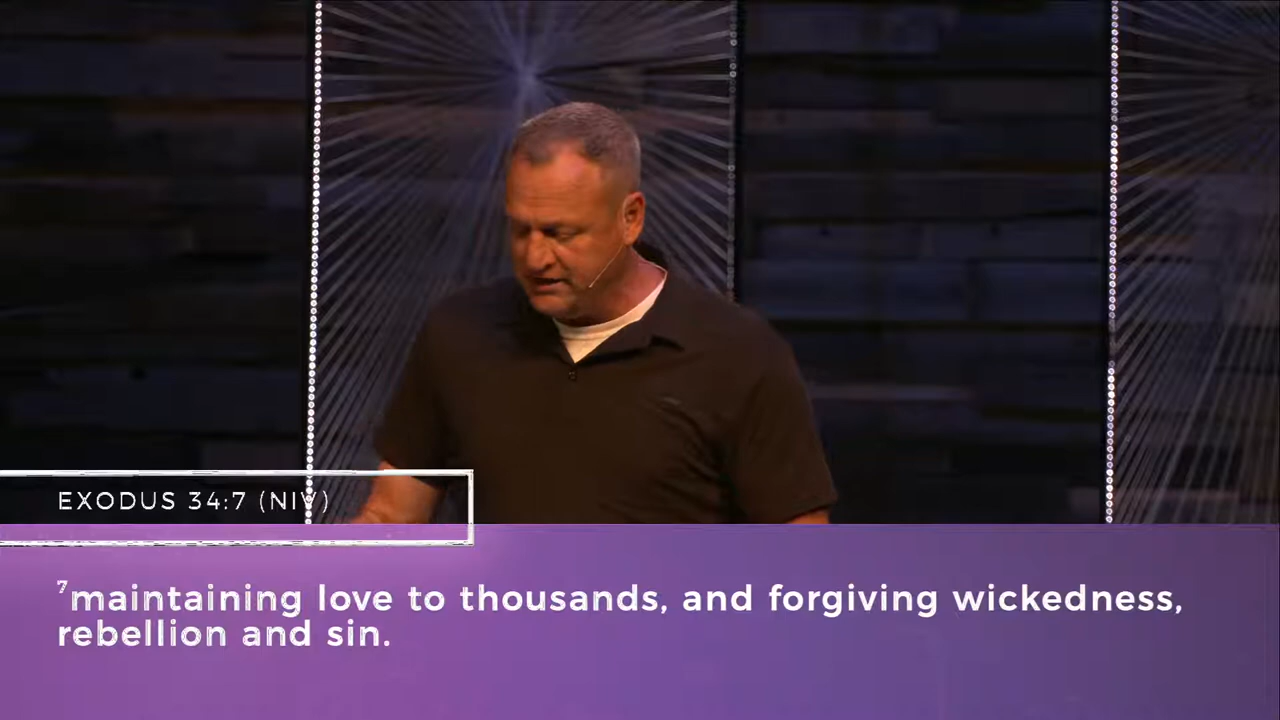 EXODUS 34:7 (NIV)
⁷maintaining love to thousands, and forgiving wickedness,
rebellion and sin.